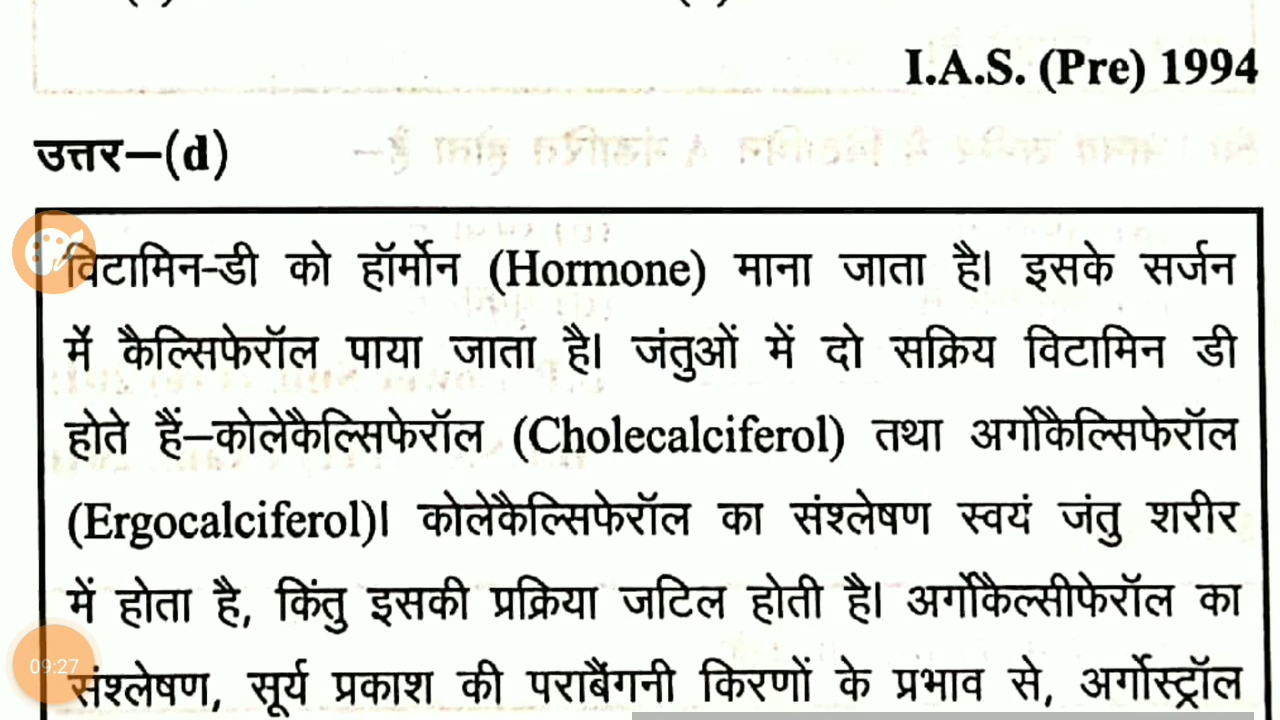 I.A.S. (Pre) 1994
उत्तर–(d)
विटामिन-डी को हॉर्मोन (Hormone) माना जाता है। इसके सर्जन
में कैल्सिफेरॉल पाया जाता है। जंतुओं में दो सक्रिय विटामिन डी
होते हैं–कोलेकैल्सिफेरॉल (Cholecalciferol) तथा अर्गोकैल्सिफेरॉल
(Ergocalciferol)। कोलेकैल्सिफेरॉल का संश्लेषण स्वयं जंतु शरीर
में होता है, किंतु इसकी प्रक्रिया जटिल होती है। अर्गोकैल्सीफेरॉल का
09:27
संश्लेषण, सूर्य प्रकाश की पराबैंगनी किरणों के प्रभाव से, अर्गोस्ट्रॉल